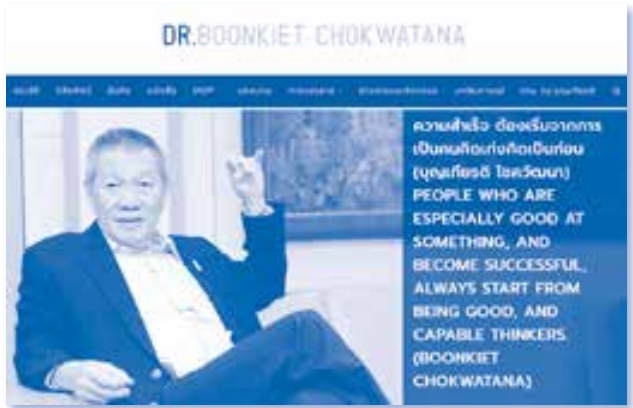 DR.BOONKIET CHOKWATANA
ความสำเร็จ ต้องเริ่มจากการ
เป็นคนคิดเก่งคิดเป็นก่อน
(บุญเกียรติ โชควัฒนา)
PEOPLE WHO ARE
ESPECIALLY GOOD AT
SOMETHING, AND
BECOME SUCCESSFUL,
ALWAYS START FROM
BEING GOOD, AND
CAPABLE THINKERS
(BOONKIET
CHOKWATANA)